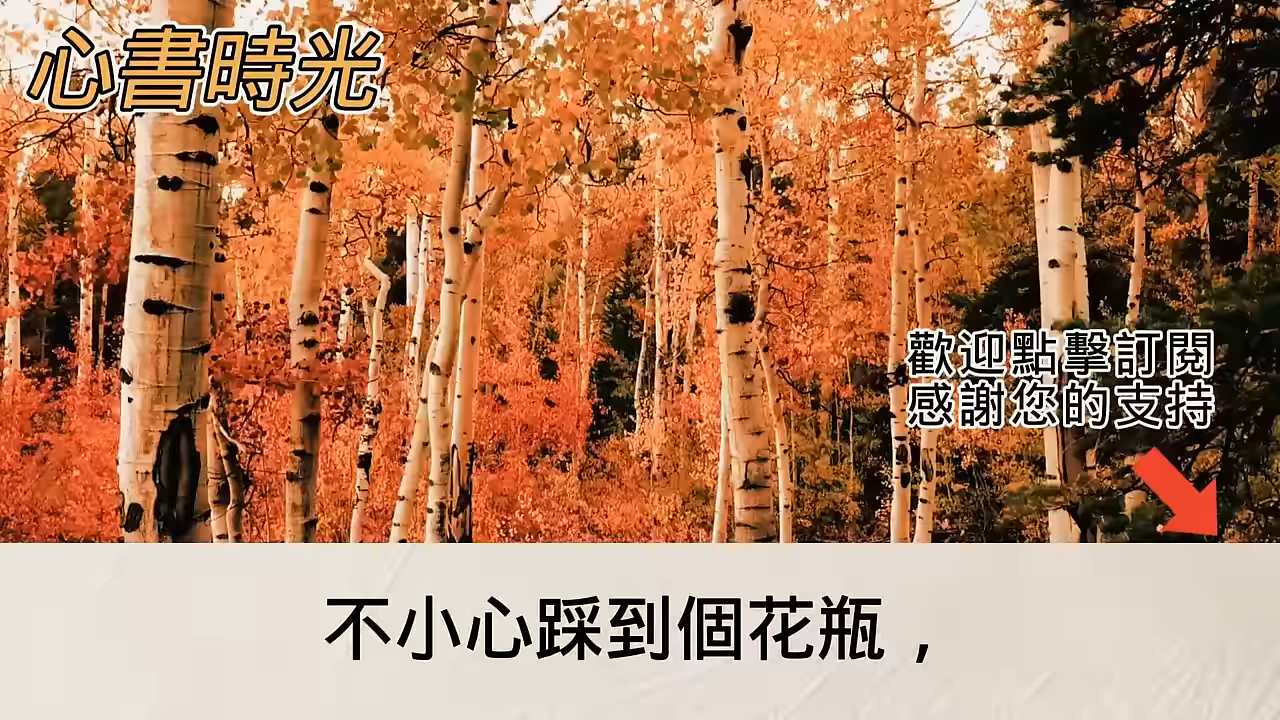 心書時光
歡迎點擊訂閱
感謝您的支持
不小心踩到個花瓶，